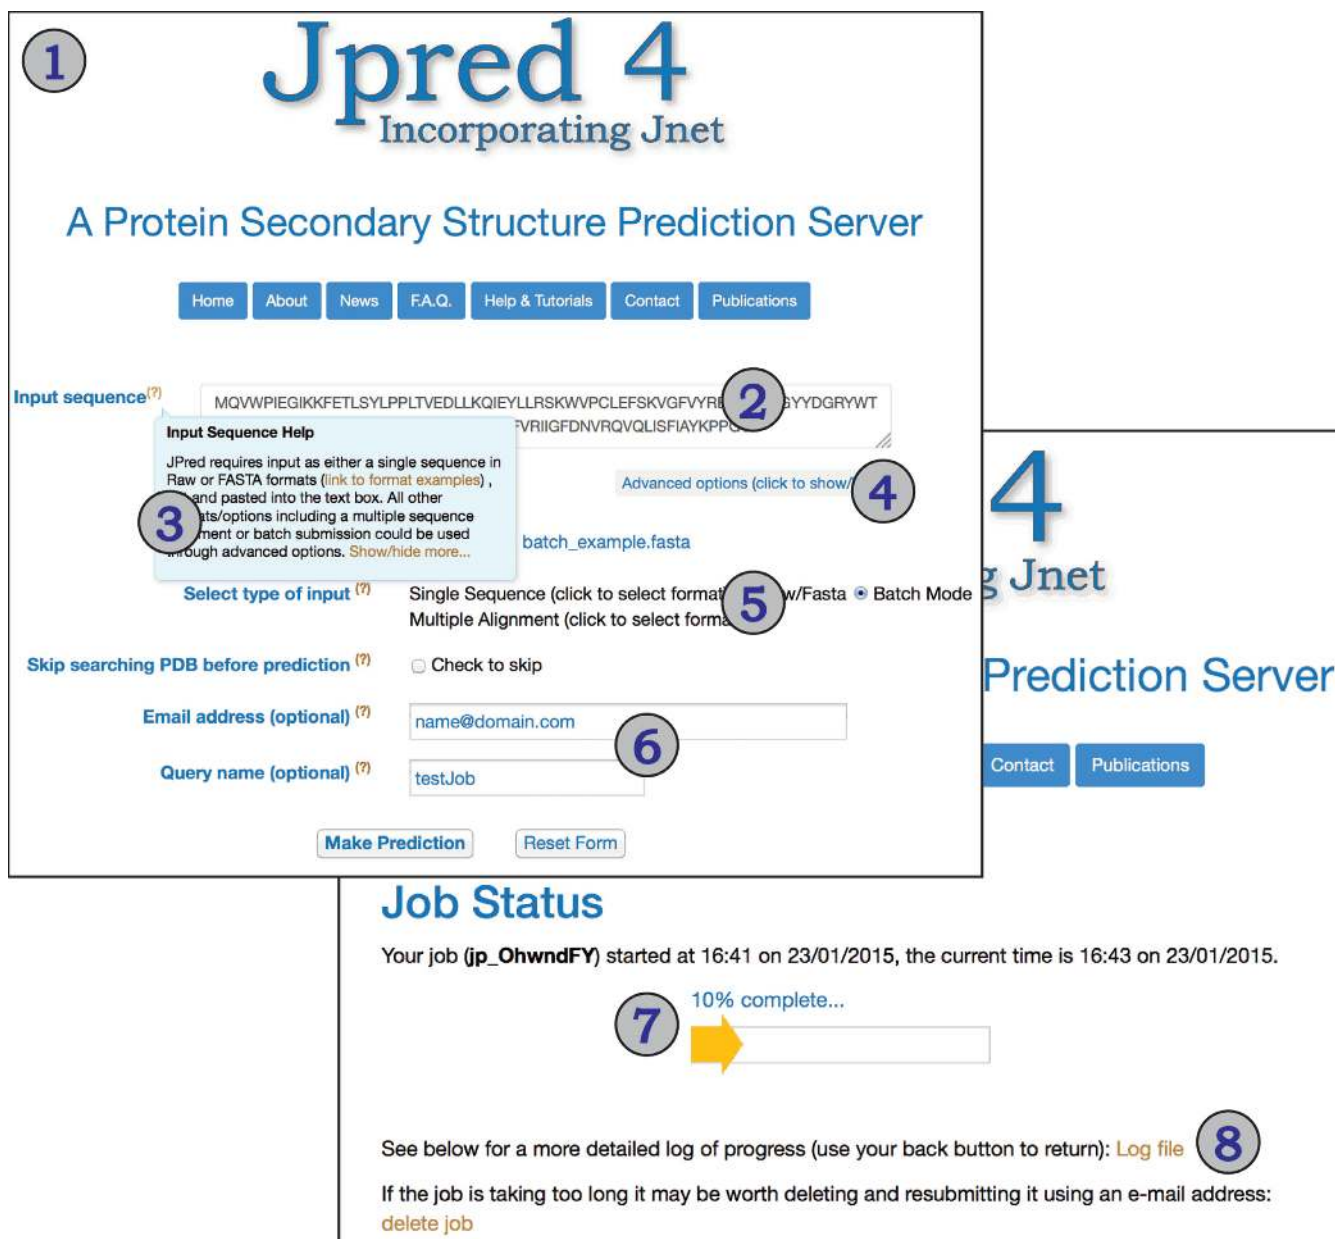 1
Jpred 4
Incorporating Jnet
A Protein Secondary Structure Prediction Server
Home About News F.A.Q. Help & Tutorials Contact Publications
Input sequence(?)
MQVWPIEGIKKFETLSYLPPLTVEDLLKQIEYLLRSKWVPCLEFSKVGFVYRE 2 YYDGRYWT
VRIIGFDNVRQVQLISFIAYKPPG
Input Sequence Help
JPred requires input as either a single sequence in
Raw or FASTA formats (link to format examples) ,
and pasted into the text box. All other
3
including a multiple sequence
or batch submission could be used
through advanced options. Show/hide more...
Advanced options (click to show/
4
batch_example.fasta
Select type of input (?)
Single Sequence (click to select 5 /Fasta Batch Mode
Multiple Alignment (click to select
Skip searching PDB before prediction (?) Check to skip
Email address (optional) (?) name@domain.com
6
Query name (optional) (?) testJob
Make Prediction Reset Form
4
Jnet
Prediction Server
Contact Publications
Job Status
Your job (jp_OhwndFY) started at 16:41 on 23/01/2015, the current time is 16:43 on 23/01/2015.
10% complete...
7
See below for a more detailed log of progress (use your back button to return): Log file 8
If the job is taking too long it may be worth deleting and resubmitting it using an e-mail address:
delete job